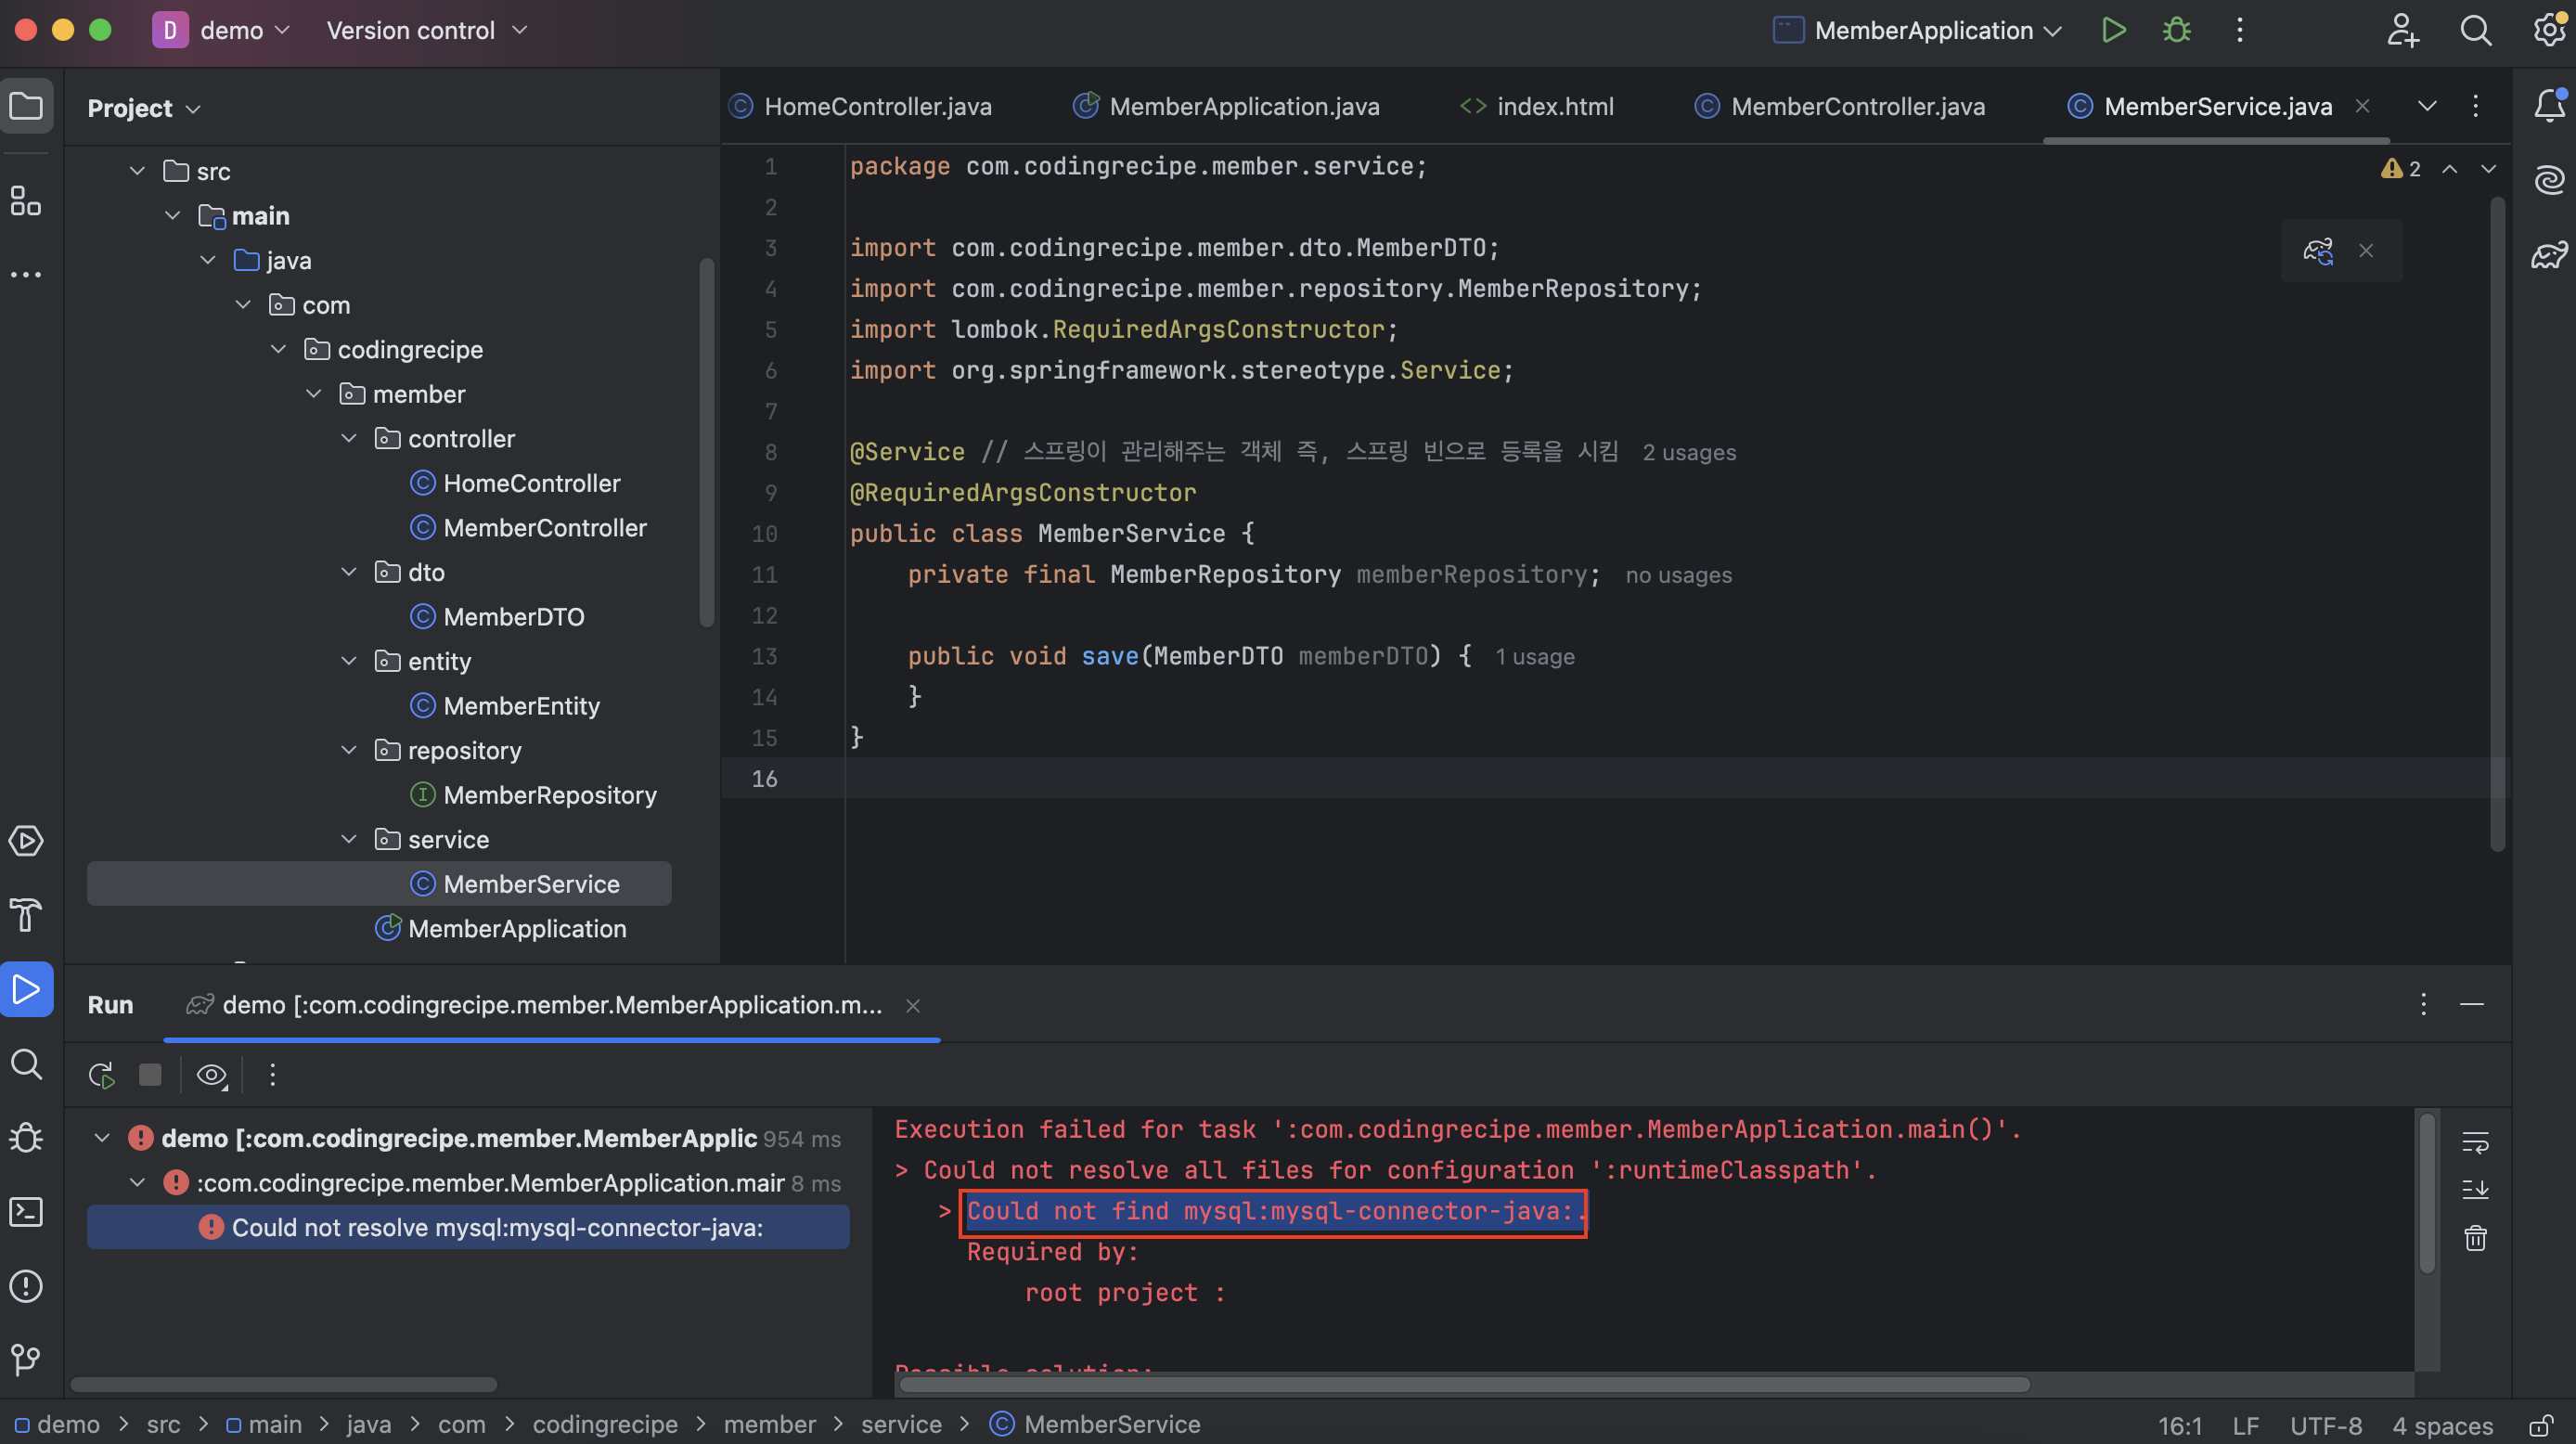 D demo Version control MemberApplication
Project
HomeController.java MemberApplication.java index.html MemberController.java MemberService.java
src
main
java
com
codingrecipe
member
controller
HomeController
MemberController
dto
MemberDTO
entity
MemberEntity
repository
MemberRepository
service
MemberService
MemberApplication
2
1 package com.codingrecipe.member.service;
2
3 import com.codingrecipe.member.dto.MemberDTO;
4 import com.codingrecipe.member.repository.MemberRepository;
5 import lombok.RequiredArgsConstructor;
6 import org.springframework.stereotype.Service;
7
8 @Service // 스프링이 관리해주는 객체 즉, 스프링 빈으로 등록을 시킴 2 usages
9 @RequiredArgsConstructor
10 public class MemberService {
11 private final MemberRepository memberRepository; no usages
12
13 public void save(MemberDTO memberDTO) { 1 usage
14 }
15 }
16
Run demo [:com.codingrecipe.member.MemberApplication.m...
demo [:com.codingrecipe.member.MemberApplic 954 ms
:com.codingrecipe.member.MemberApplication.mair 8 ms
Could not resolve mysql:mysql-connector-java:
Execution failed for task ':com.codingrecipe.member.MemberApplication.main()'.
> Could not resolve all files for configuration ':runtimeClasspath'.
> Could not find mysql:mysql-connector-java:.
Required by:
root project :
Possible solution:
demo > src > main > java > com > codingrecipe > member > service > MemberService
16:1 LF UTF-8 4 spaces